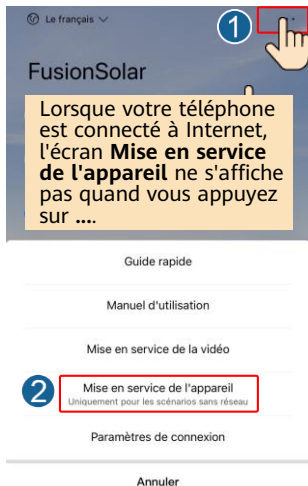 Le français
1
FusionSolar
Lorsque votre téléphone
est connecté à Internet,
l'écran Mise en service
de l'appareil ne s'affiche
pas quand vous appuyez
sur ....
Guide rapide
Manuel d'utilisation
Mise en service de la vidéo
2
Mise en service de l'appareil
Uniquement pour les scénarios sans réseau
Paramètres de connexion
Annuler